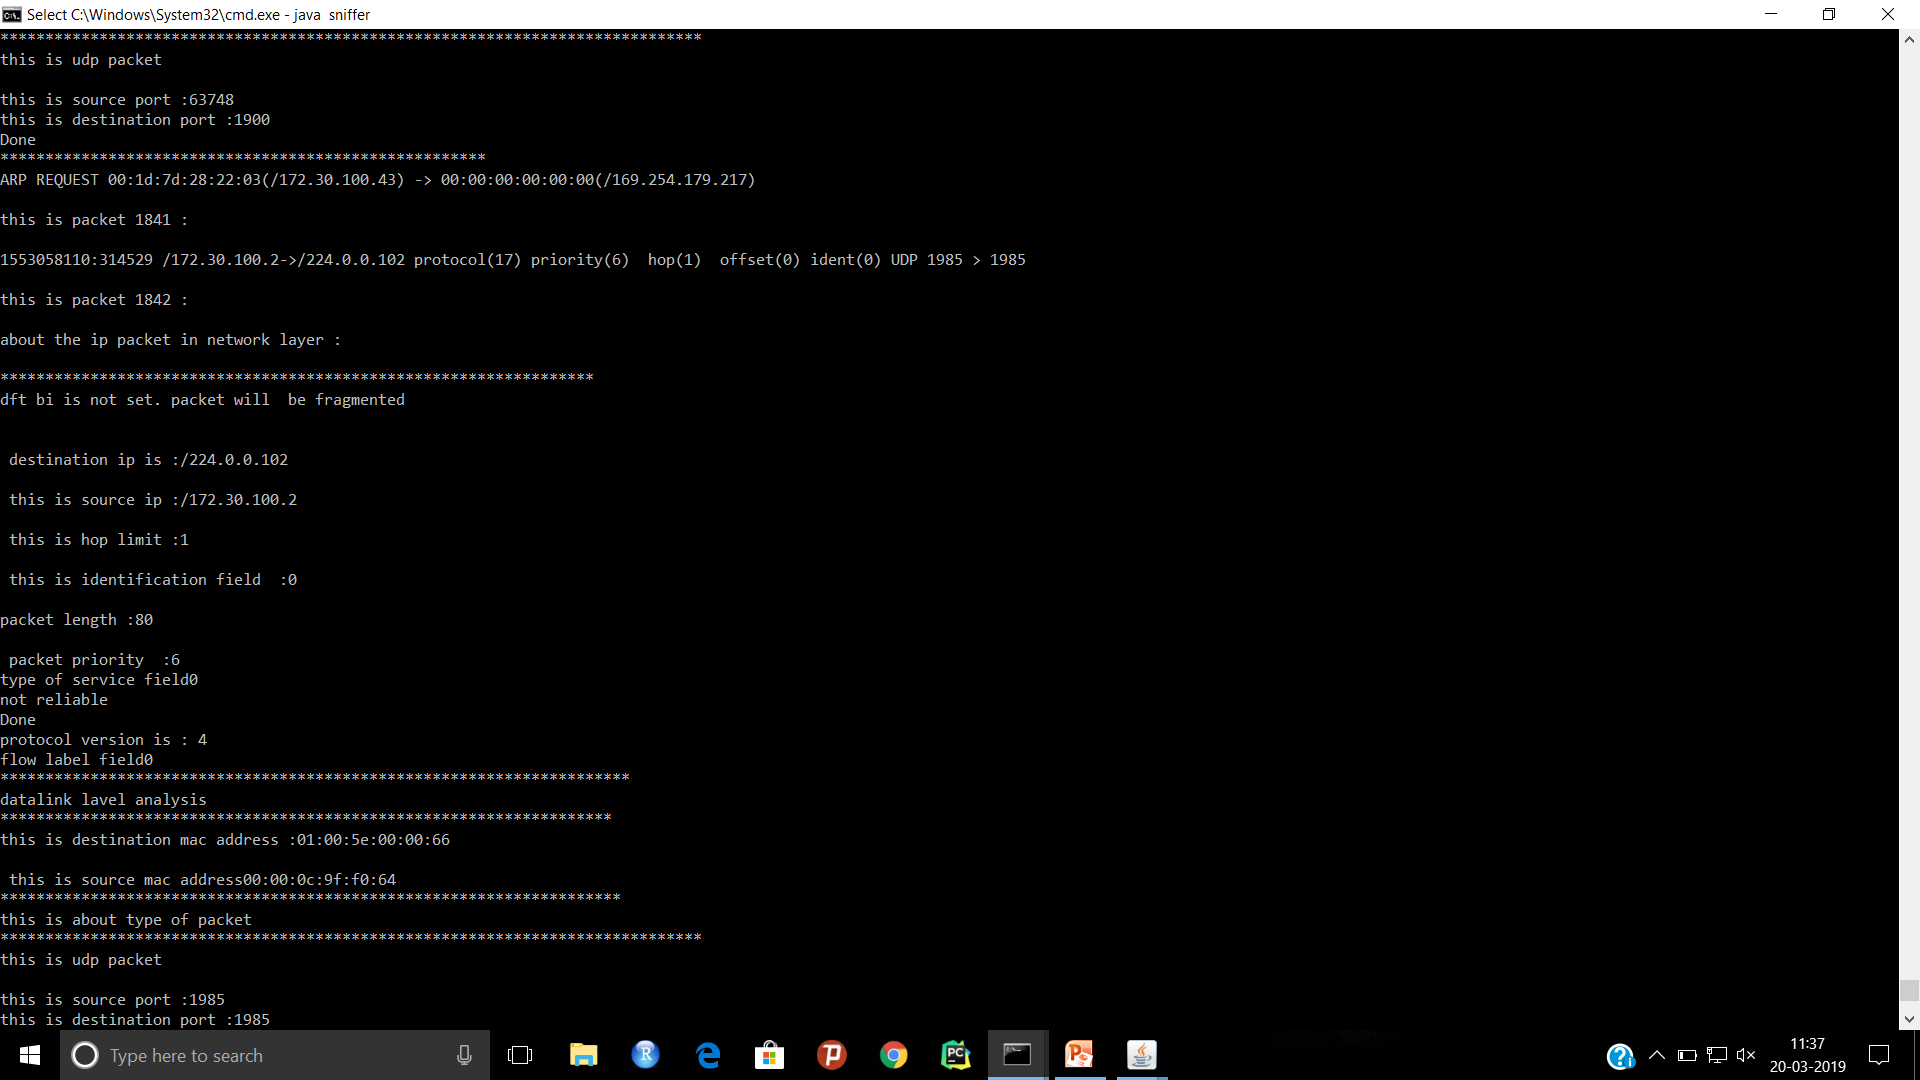 Select C:\Windows\System32\cmd.exe - java  sniffer
******************************************************************************
this is udp packet
this is source port :63748
this is destination port :1900
Done
******************************************************
ARP REQUEST 00:1d:7d:28:22:03(/172.30.100.43) -> 00:00:00:00:00:00(/169.254.179.217)
this is packet 1841 :
1553058110:314529 /172.30.100.2->/224.0.0.102 protocol(17) priority(6)  hop(1)  offset(0) ident(0) UDP 1985 > 1985
this is packet 1842 :
about the ip packet in network layer :
******************************************************************
dft bi is not set. packet will  be fragmented
destination ip is :/224.0.0.102
this is source ip :/172.30.100.2
this is hop limit :1
this is identification field  :0
packet length :80
packet priority  :6
type of service field0
not reliable
Done
protocol version is : 4
flow label field0
**********************************************************************
datalink lavel analysis
********************************************************************
this is destination mac address :01:00:5e:00:00:66
this is source mac address00:00:0c:9f:f0:64
*********************************************************************
this is about type of packet
******************************************************************************
this is udp packet
this is source port :1985
this is destination port :1985
Type here to search
11:37
20-03-2019